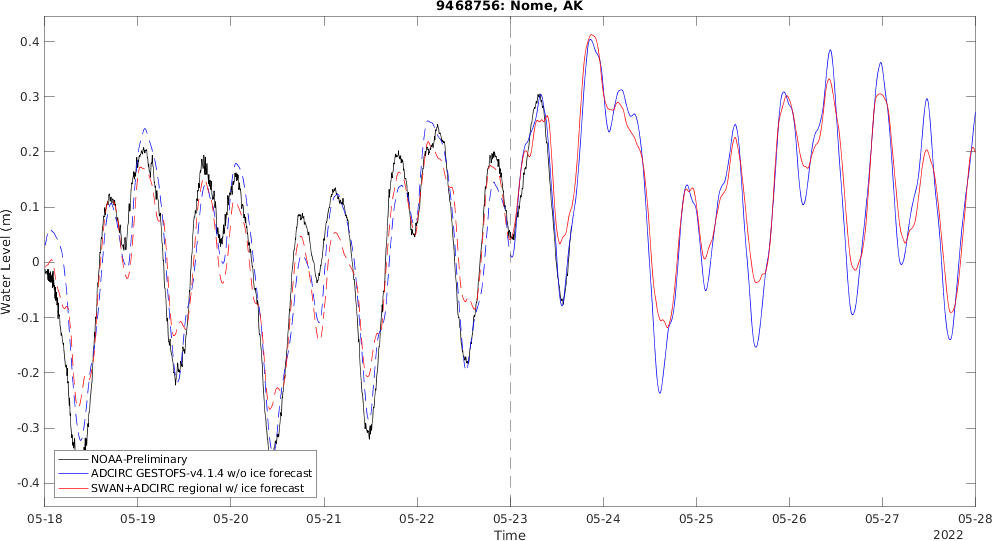 9468756: Nome, AK
Water Level (m)
0.4
0.3
0.2
0.1
0
-0.1
-0.2
-0.3
-0.4
NOAA-Preliminary
ADCIRC GESTOFS-v4.1.4 w/o ice forecast
SWAN+ADCIRC regional w/ ice forecast
05-18 05-19 05-20 05-21 05-22 05-23 05-24 05-25 05-26 05-27 05-28
Time
2022